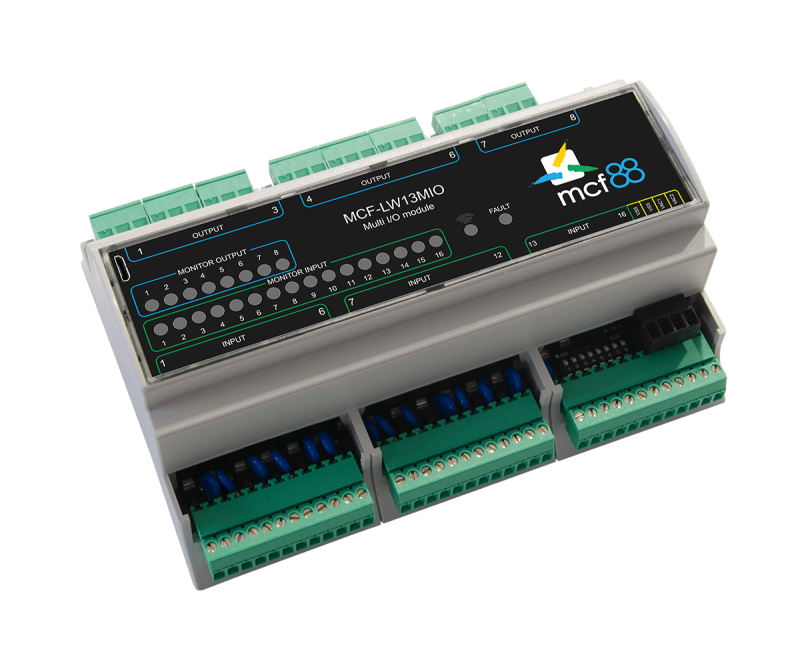 1 OUTPUT 3
4 OUTPUT 6
7 OUTPUT 8
MCF-LW13MIO
Multi I/O module
mcf88
MONITOR OUTPUT
1 2 3 4 5 6 7 8
MONITOR INPUT
1 2 3 4 5 6 7 8 9 10 11 12 13 14 15 16
FAULT
1 INPUT 6
7 INPUT 12
13 INPUT 16